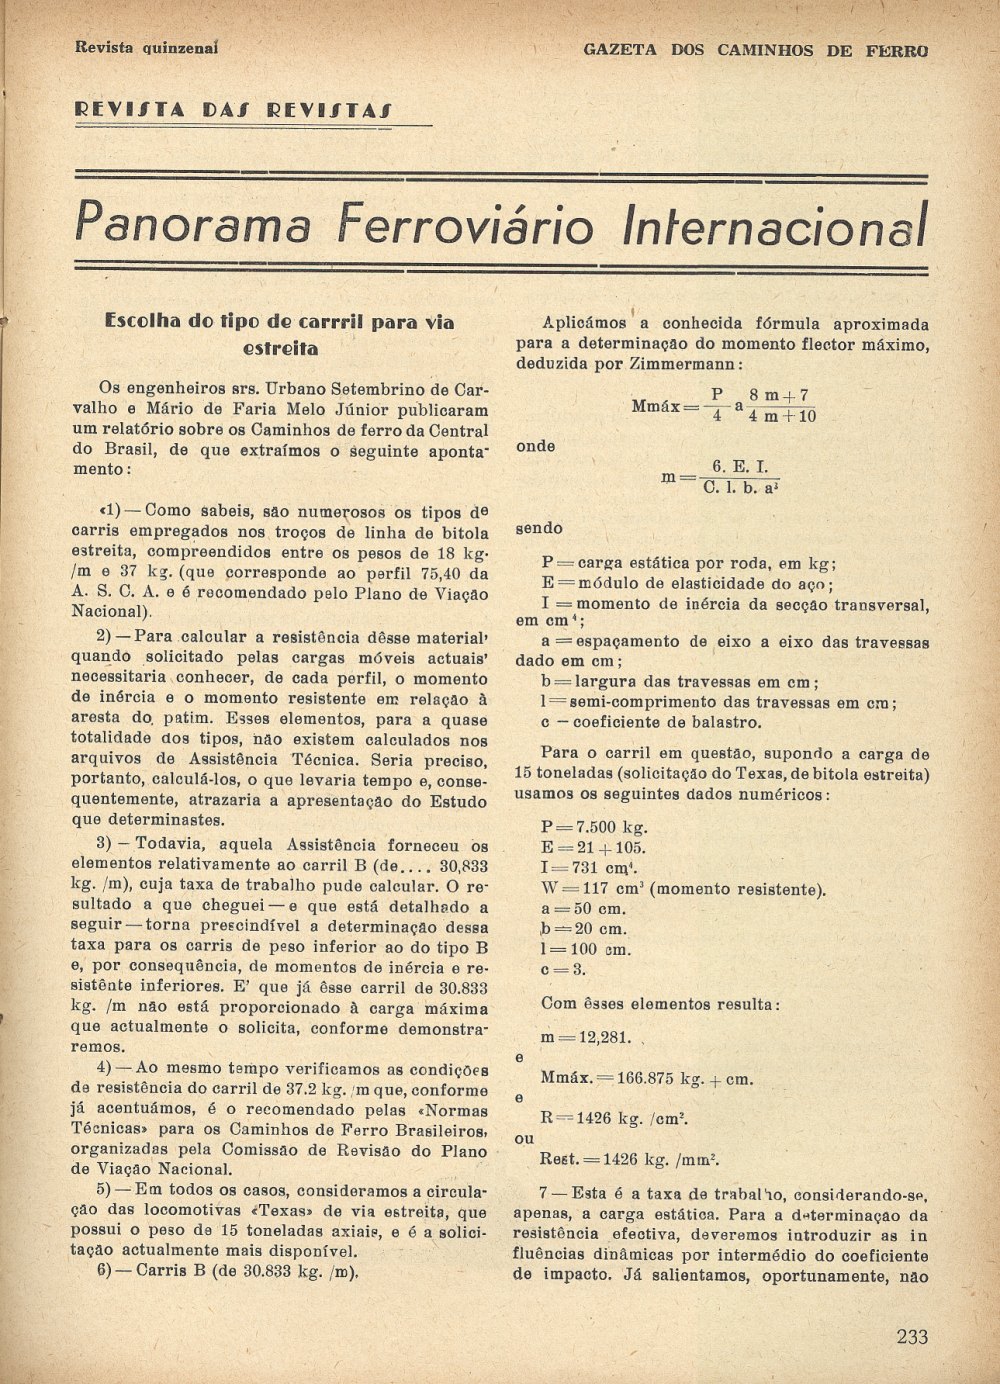 Revista quinzenal
GAZETA DOS CAMINHOS DE FERRO
REVISTA DAS REVISTAS
Panorama Ferroviário Internacional
Escolha do tipo de carrril para via
estreita
Os engenheiros srs. Urbano Setembrino de Car-
valho e Mário de Faria Melo Júnior publicaram
um relatório sobre os Caminhos de ferro da Central
do Brasil, de que extraímos o seguinte aponta-
mento:
«1) — Como sabeis, são numerosos os tipos de
carris empregados nos troços de linha de bitola
estreita, compreendidos entre os pesos de 18 kg.
/m e 37 kg. (que corresponde ao perfil 75,40 da
A. S. C. A. e é recomendado pelo Plano de Viação
Nacional).
2) — Para calcular a resistência dêsse material'
quando solicitado pelas cargas móveis actuais'
necessitaria conhecer, de cada perfil, o momento
de inércia e o momento resistente em relação à
aresta do patim. Esses elementos, para a quase
totalidade dos tipos, não existem calculados nos
arquivos de Assistência Técnica. Seria preciso,
portanto, calculá-los, o que levaria tempo e, conse-
quentemente, atrazaria a apresentação do Estudo
que determinastes.
3) — Todavia, aquela Assistência forneceu os
elementos relativamente ao carril B (de.... 30,833
kg. /m), cuja taxa de trabalho pude calcular. O re-
sultado a que cheguei — e que está detalhado a
seguir — torna prescindível a determinação dessa
taxa para os carris de peso inferior ao do tipo B
e, por consequência, de momentos de inércia e re-
sistênte inferiores. E' que já êsse carril de 30.833
kg. /m não está proporcionado à carga máxima
que actualmente o solicita, conforme demonstra-
remos.
4) — Ao mesmo tempo verificamos as condições
de resistência do carril de 37.2 kg. /m que, conforme
já acentuámos, é o recomendado pelas «Normas
Técnicas» para os Caminhos de Ferro Brasileiros,
organizadas pela Comissão de Revisão do Plano
de Viação Nacional.
5) — Em todos os casos, consideramos a circula-
ção das locomotivas «Texas» de via estreita, que
possui o peso de 15 toneladas axiais, e é a solici-
tação actualmente mais disponível.
6) — Carris B (de 30.833 kg. /m),
Aplicámos a conhecida fórmula aproximada
para a determinação do momento flector máximo,
deduzida por Zimmermann:
Mmáx = P/4 a 8 m + 7/4 m + 10
onde
m = 6. E. I./C. l. b. a³
sendo
P = carga estática por roda, em kg;
E = módulo de elasticidade do aço;
I = momento de inércia da secção transversal,
em cm⁴;
a = espaçamento de eixo a eixo das travessas
dado em cm;
b = largura das travessas em cm;
l = semi-comprimento das travessas em cm;
c — coeficiente de balastro.
Para o carril em questão, supondo a carga de
15 toneladas (solicitação do Texas, de bitola estreita)
usamos os seguintes dados numéricos:
P = 7.500 kg.
E = 21 + 105.
I = 731 cm⁴.
W = 117 cm³ (momento resistente).
a = 50 cm.
b = 20 cm.
l = 100 cm.
c = 3.
Com êsses elementos resulta:
m = 12,281.
e
Mmáx. = 166.875 kg. + cm.
e
R = 1426 kg. /cm².
ou
Rest. = 1426 kg. /mm².
7 — Esta é a taxa de trabalho, considerando-se,
apenas, a carga estática. Para a determinação da
resistência efectiva, deveremos introduzir as in
fluências dinâmicas por intermédio do coeficiente
de impacto. Já salientamos, oportunamente, não
233